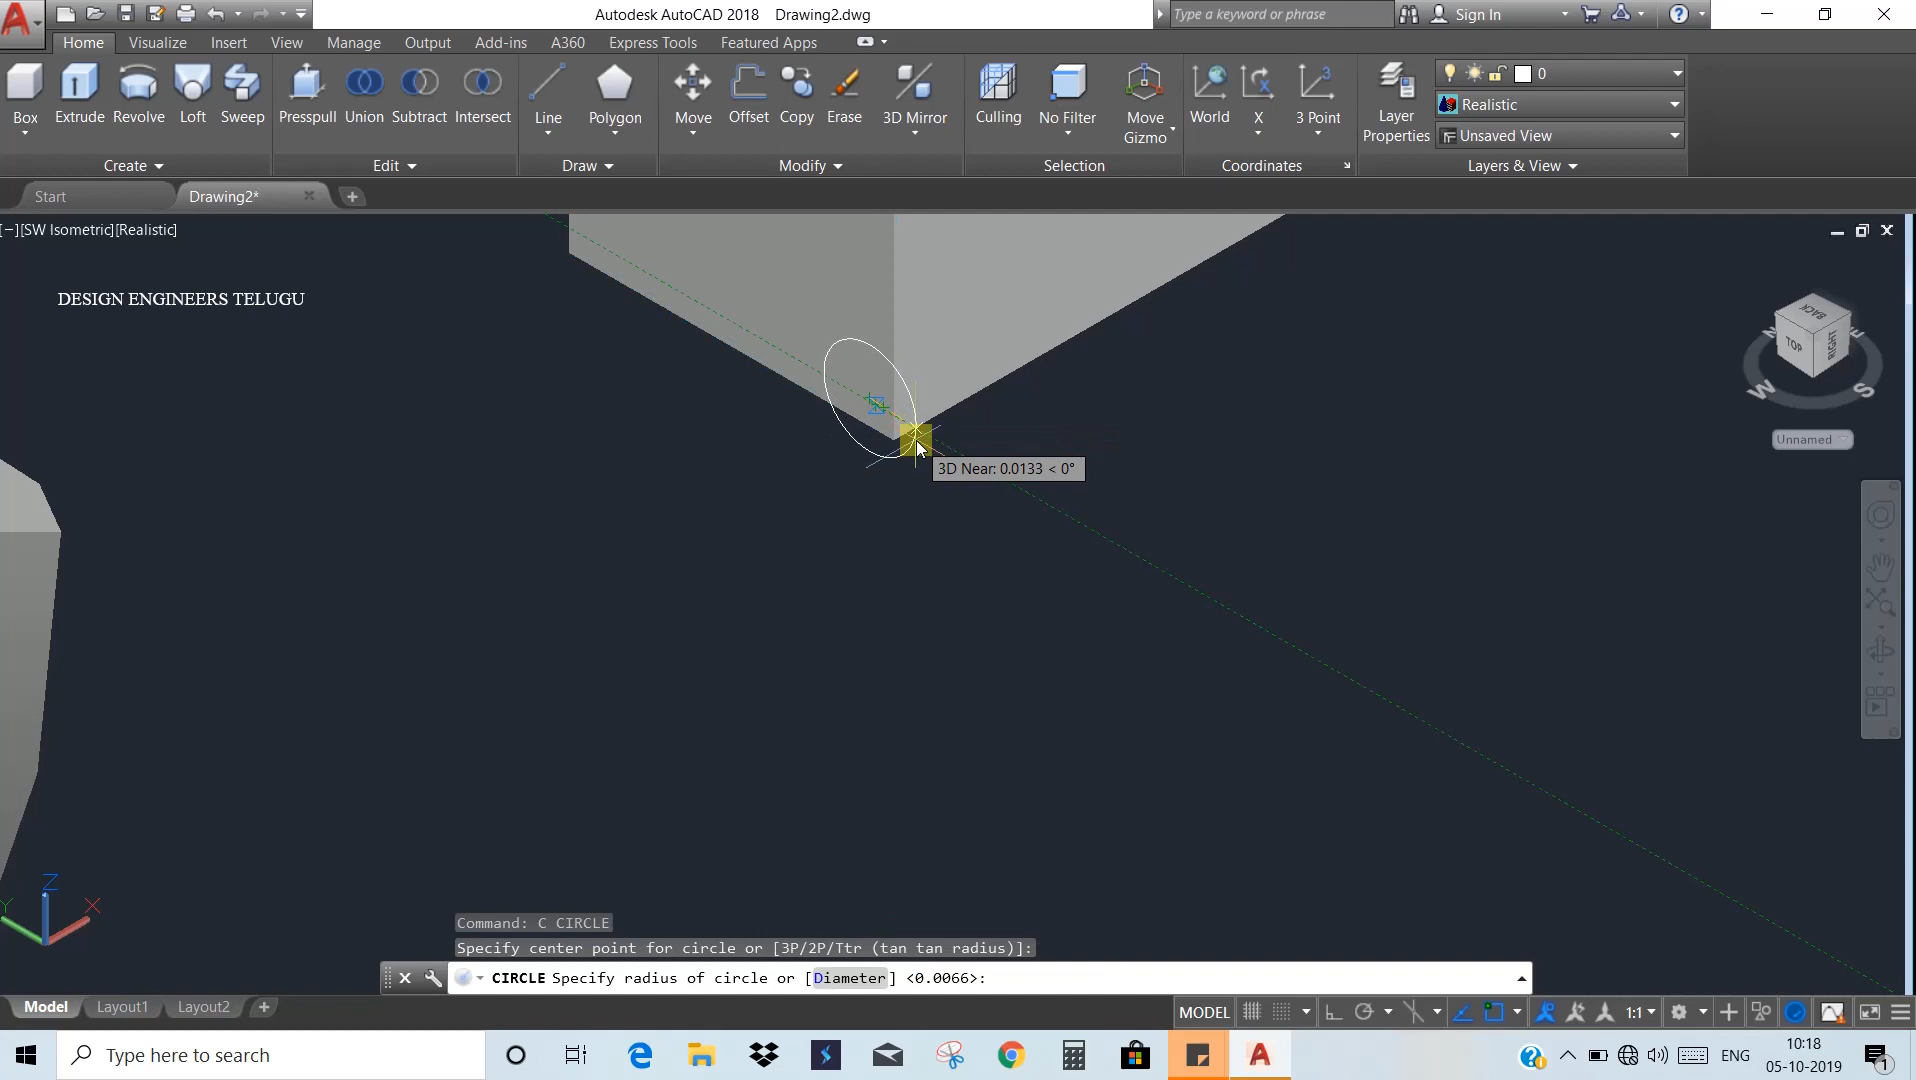 Autodesk AutoCAD 2018 Drawing2.dwg
Type a keyword or phrase
Sign In
Home Visualize Insert View Manage Output Add-ins A360 Express Tools Featured Apps
Box Extrude Revolve Loft Sweep Presspull Union Subtract Intersect Line Polygon Move Offset Copy Erase 3D Mirror Culling No Filter Move Gizmo World X 3 Point Layer Properties
0
Realistic
Unsaved View
Create Edit Draw Modify Selection Coordinates Layers & View
Start Drawing2*
[−][SW Isometric][Realistic]
DESIGN ENGINEERS TELUGU
BACK
TOP
RIGHT
N
E
W
S
Unnamed
3D Near: 0.0133 < 0°
Z
Y
X
Command: C CIRCLE
Specify center point for circle or [3P/2P/Ttr (tan tan radius)]:
CIRCLE Specify radius of circle or [Diameter] <0.0066>:
Model Layout1 Layout2
MODEL
1:1
Type here to search
ENG
10:18
05-10-2019
1